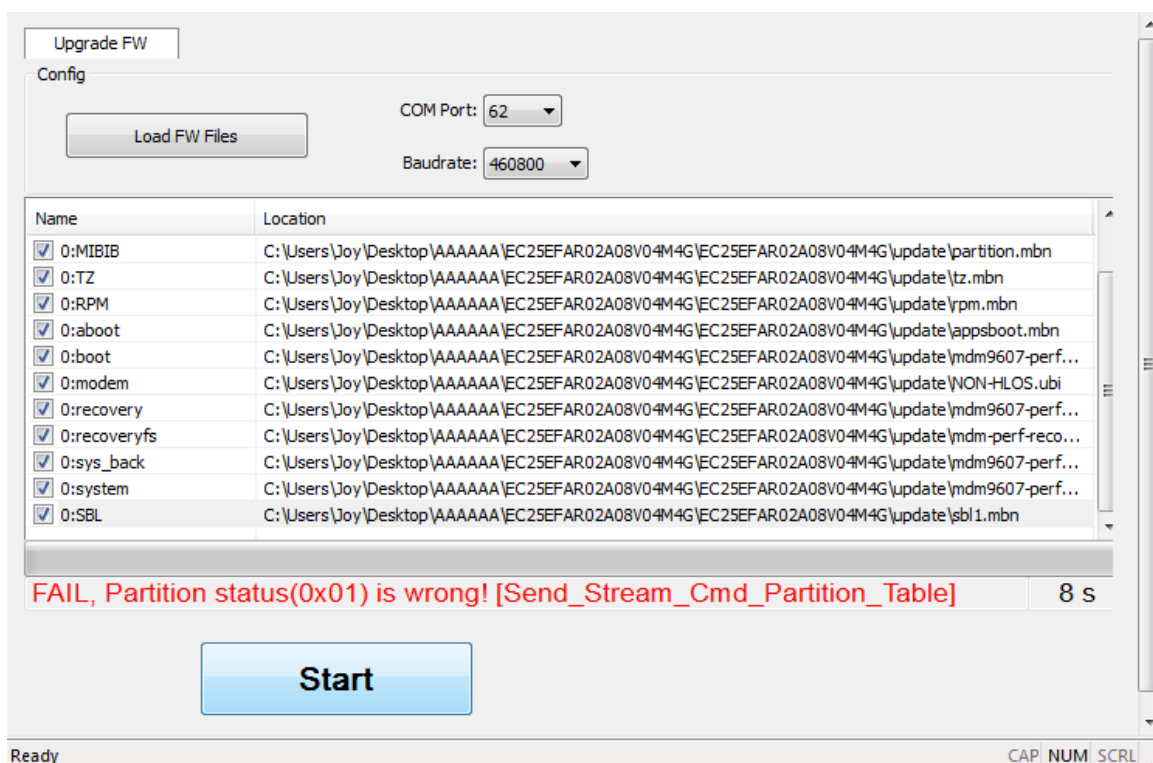 Upgrade FW
Config
Load FW Files
COM Port: 62
Baudrate: 460800
Name Location
0:MIBIB C:\Users\Joy\Desktop\AAAAAA\EC25EFAR02A08V04M4G\EC25EFAR02A08V04M4G\update\partition.mbn
0:TZ C:\Users\Joy\Desktop\AAAAAA\EC25EFAR02A08V04M4G\EC25EFAR02A08V04M4G\update\tz.mbn
0:RPM C:\Users\Joy\Desktop\AAAAAA\EC25EFAR02A08V04M4G\EC25EFAR02A08V04M4G\update\rpm.mbn
0:aboot C:\Users\Joy\Desktop\AAAAAA\EC25EFAR02A08V04M4G\EC25EFAR02A08V04M4G\update\appsboot.mbn
0:boot C:\Users\Joy\Desktop\AAAAAA\EC25EFAR02A08V04M4G\EC25EFAR02A08V04M4G\update\mdm9607-perf...
0:modem C:\Users\Joy\Desktop\AAAAAA\EC25EFAR02A08V04M4G\EC25EFAR02A08V04M4G\update\NON-HLOS.ubi
0:recovery C:\Users\Joy\Desktop\AAAAAA\EC25EFAR02A08V04M4G\EC25EFAR02A08V04M4G\update\mdm9607-perf...
0:recoveryfs C:\Users\Joy\Desktop\AAAAAA\EC25EFAR02A08V04M4G\EC25EFAR02A08V04M4G\update\mdm-perf-reco...
0:sys_back C:\Users\Joy\Desktop\AAAAAA\EC25EFAR02A08V04M4G\EC25EFAR02A08V04M4G\update\mdm9607-perf...
0:system C:\Users\Joy\Desktop\AAAAAA\EC25EFAR02A08V04M4G\EC25EFAR02A08V04M4G\update\mdm9607-perf...
0:SBL C:\Users\Joy\Desktop\AAAAAA\EC25EFAR02A08V04M4G\EC25EFAR02A08V04M4G\update\sbl1.mbn
FAIL, Partition status(0x01) is wrong! [Send_Stream_Cmd_Partition_Table] 8 s
Start
Ready CAP NUM SCRL